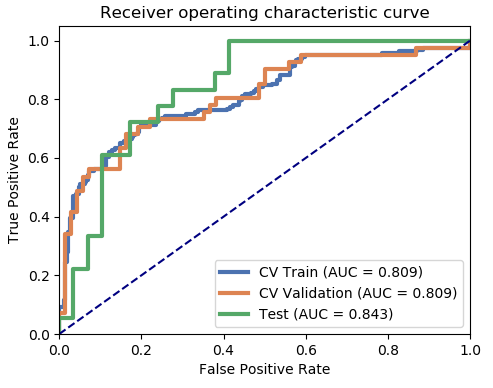 Receiver operating characteristic curve
True Positive Rate
1.0
0.8
0.6
0.4
0.2
0.0
CV Train (AUC = 0.809)
CV Validation (AUC = 0.809)
Test (AUC = 0.843)
0.0 0.2 0.4 0.6 0.8 1.0
False Positive Rate